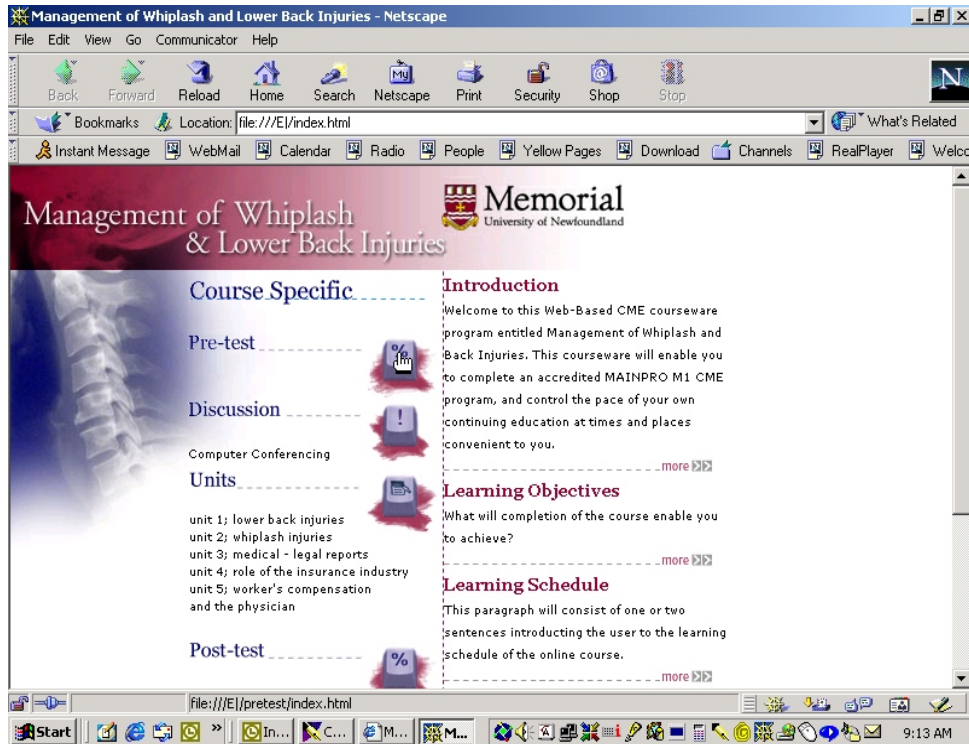 Management of Whiplash and Lower Back Injuries - Netscape
File Edit View Go Communicator Help
Back Forward Reload Home Search Netscape Print Security Shop Stop
My
N
Bookmarks Location: file:///E|/index.html What's Related
Instant Message WebMail Calendar Radio People Yellow Pages Download Channels RealPlayer Welco
Management of Whiplash
& Lower Back Injuries
Memorial
University of Newfoundland
Course Specific
Pre-test
%
Discussion
!
Computer Conferencing
Units
unit 1; lower back injuries
unit 2; whiplash injuries
unit 3; medical - legal reports
unit 4; role of the insurance industry
unit 5; worker's compensation
and the physician
Post-test
%
Introduction
Welcome to this Web-Based CME courseware
program entitled Management of Whiplash and
Back Injuries. This courseware will enable you
to complete an accredited MAINPRO M1 CME
program, and control the pace of your own
continuing education at times and places
convenient to you.
more
Learning Objectives
What will completion of the course enable you
to achieve?
more
Learning Schedule
This paragraph will consist of one or two
sentences introducting the user to the learning
schedule of the online course.
more
file:///E|/pretest/index.html
Start » In... C... M... M... 9:13 AM